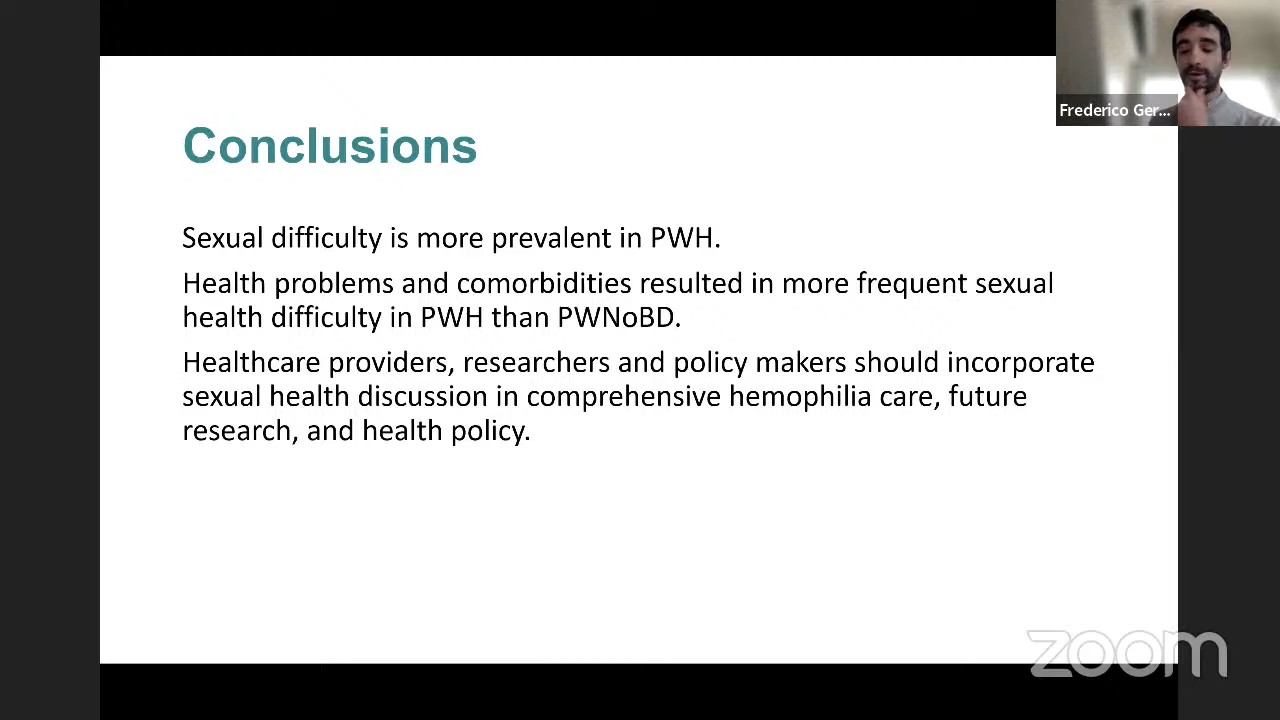 Frederico Ger...
Conclusions
Sexual difficulty is more prevalent in PWH.
Health problems and comorbidities resulted in more frequent sexual
health difficulty in PWH than PWNoBD.
Healthcare providers, researchers and policy makers should incorporate
sexual health discussion in comprehensive hemophilia care, future
research, and health policy.
zoom